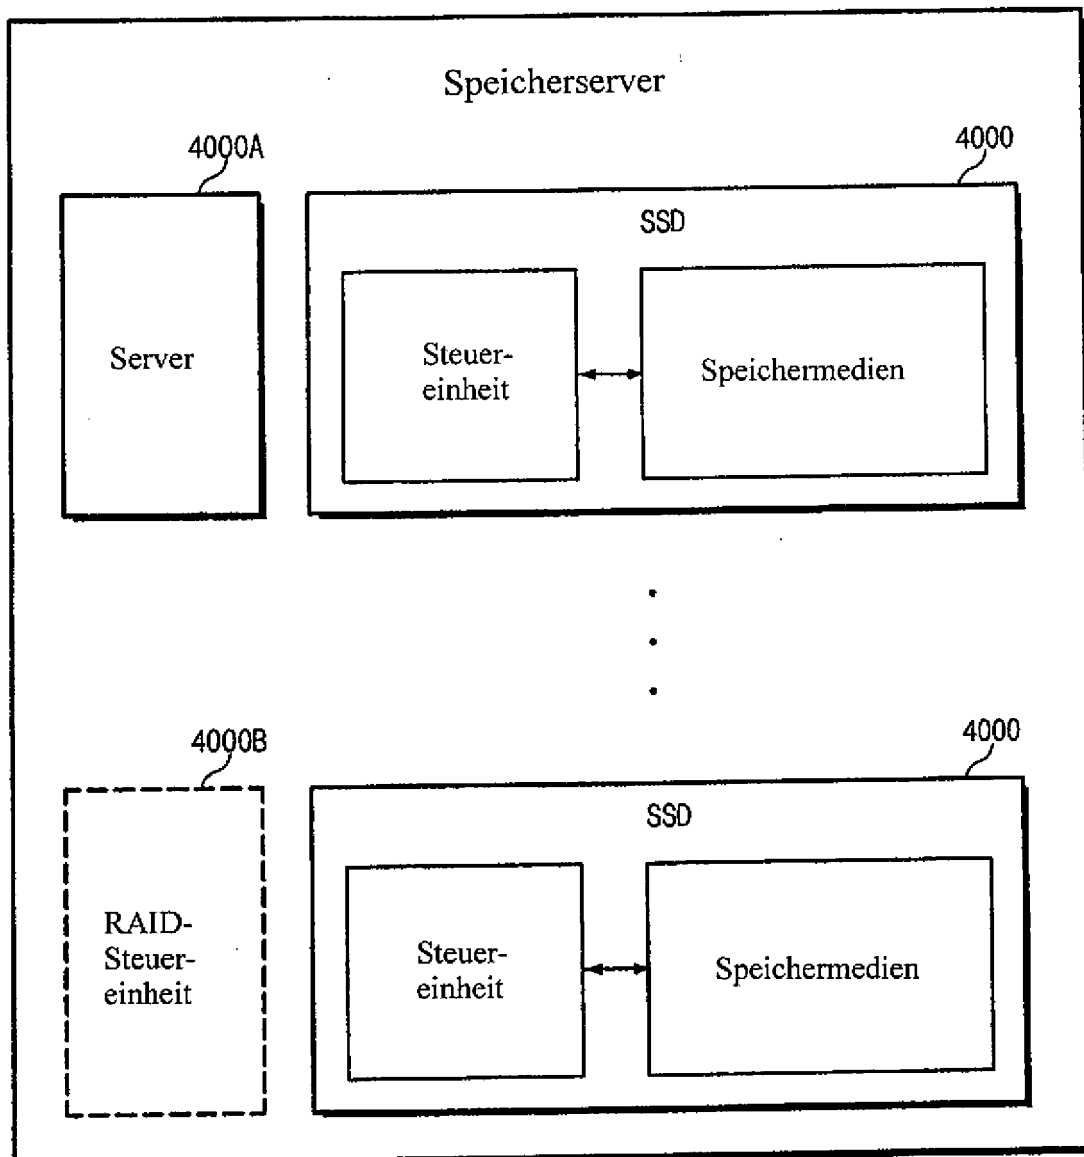 Speicherserver
4000A
4000
SSD
Server
Steuer-
einheit
Speichermedien
4000B
4000
SSD
RAID-
Steuer-
einheit
Steuer-
einheit
Speichermedien